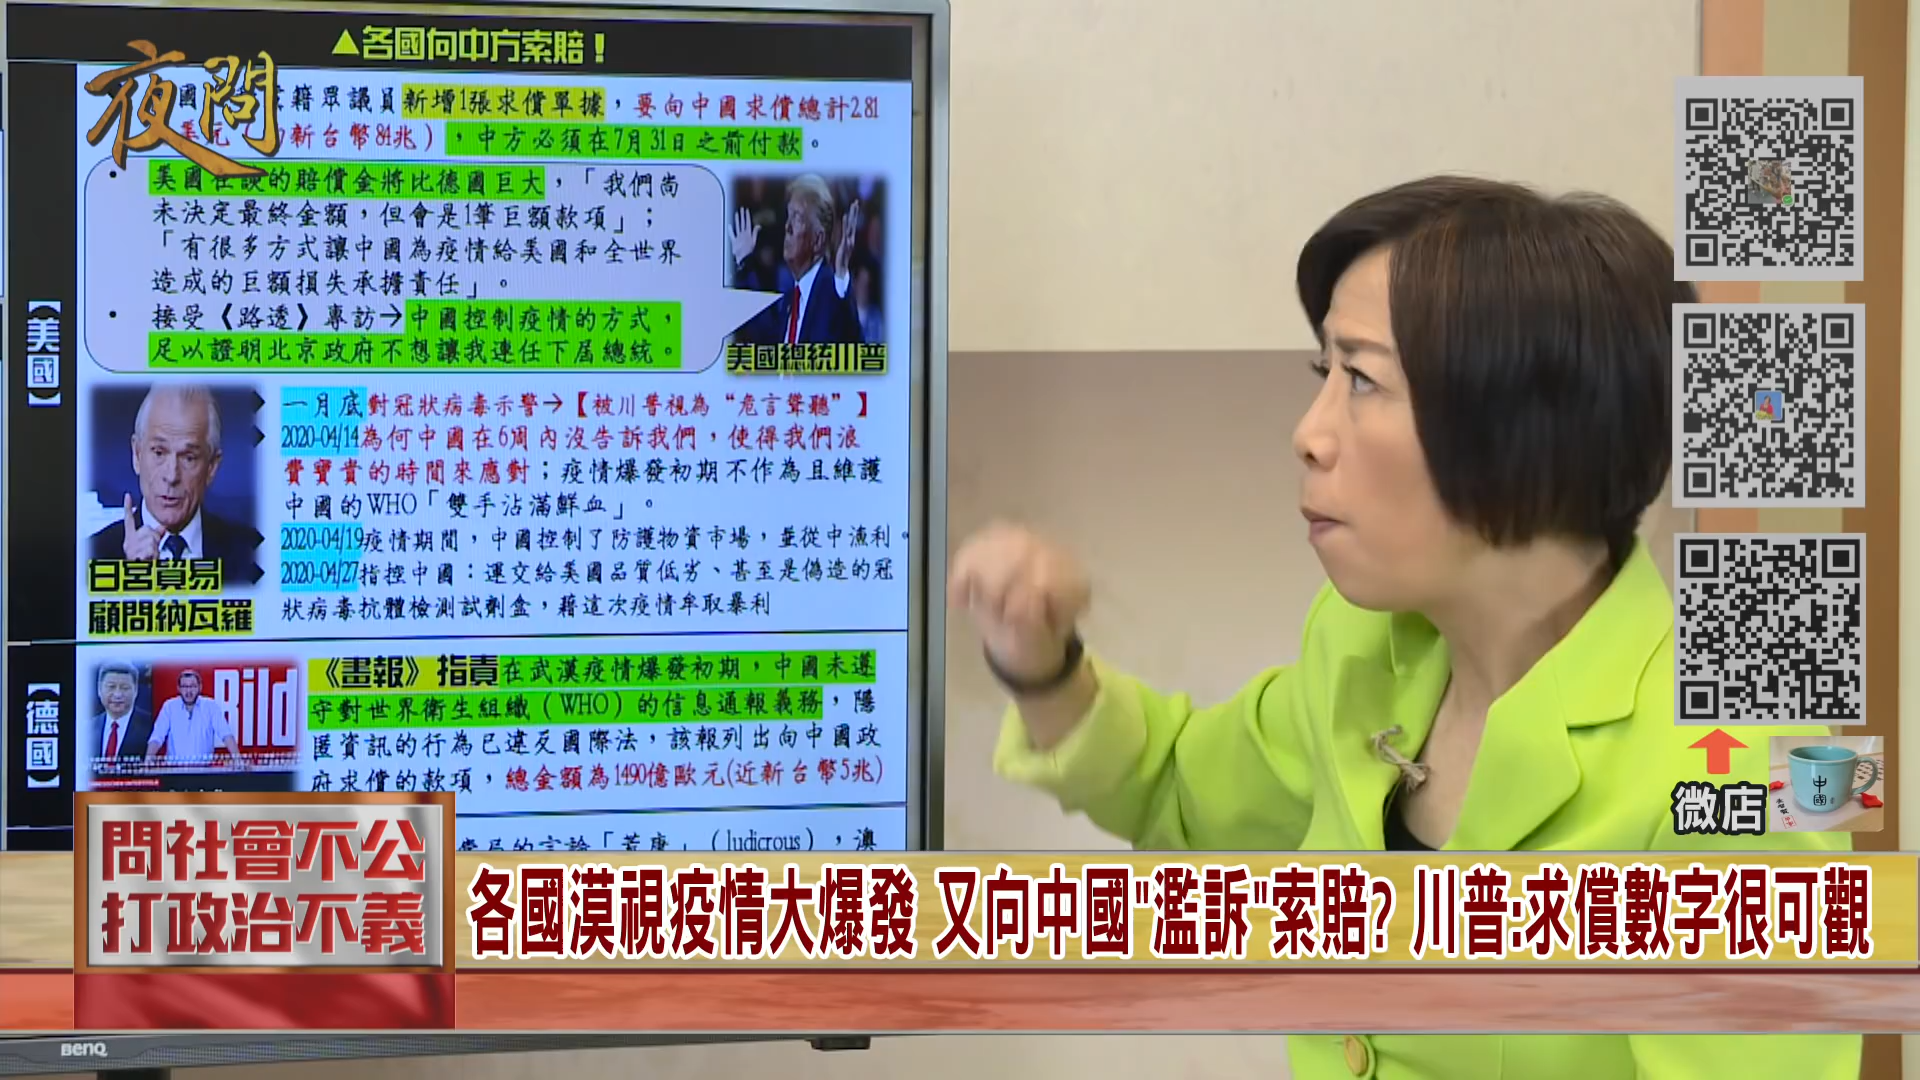 ▲各國向中方索賠！
夜問
籍眾議員新增1張求償單據，要向中國求償總計2.81
新台幣84兆），中方必須在7月31日之前付款。
• 美國在談的賠償金將比德國巨大，「我們尚
未決定最終金額，但會是1筆巨額款項」；
「有很多方式讓中國為疫情給美國和全世界
造成的巨額損失承擔責任」。
• 接受《路透》專訪→中國控制疫情的方式，
足以證明北京政府不想讓我連任下屆總統。
美國總統川普
【美國】
一月底對冠狀病毒示警→【被川普視為“危言聳聽”】
2020-04/14為何中國在6周內沒告訴我們，使得我們浪
費寶貴的時間來應對；疫情爆發初期不作為且維護
中國的WHO「雙手沾滿鮮血」。
2020-04/19疫情期間，中國控制了防護物資市場，並從中漁利。
2020-04/27指控中國：運交給美國品質低劣、甚至是偽造的冠
狀病毒抗體檢測試劑盒，藉這次疫情牟取暴利
白宮貿易
顧問納瓦羅
【德國】
Bild
《畫報》指責在武漢疫情爆發初期，中國未遵
守對世界衛生組織（WHO）的信息通報義務，隱
匿資訊的行為已違反國際法，該報列出向中國政
府求償的款項，總金額為1490億歐元(近新台幣5兆)
的言論「荒唐」（ludicrous），澳
問社會不公
打政治不義
各國漠視疫情大爆發 又向中國"濫訴"索賠? 川普:求償數字很可觀
微店
中國
BenQ